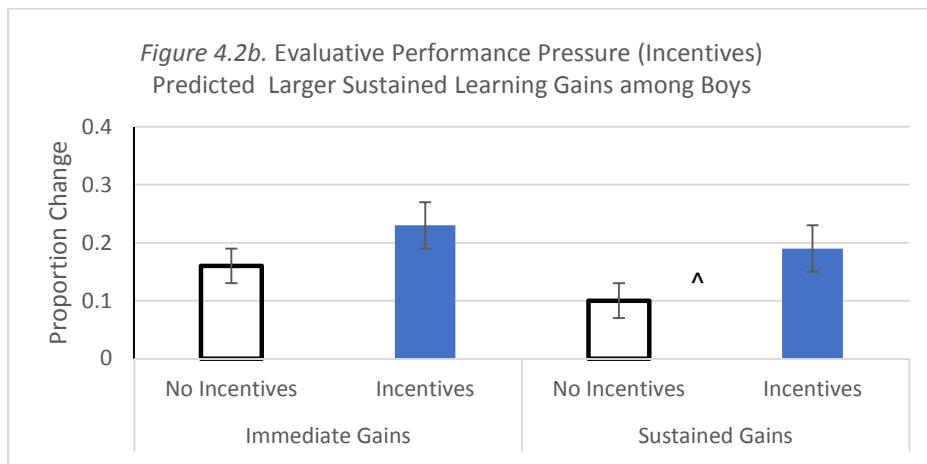 Figure 4.2b. Evaluative Performance Pressure (Incentives)
Predicted Larger Sustained Learning Gains among Boys
Proportion Change
0.4
0.3
0.2
0.1
0
^
No Incentives Incentives No Incentives Incentives
Immediate Gains Sustained Gains